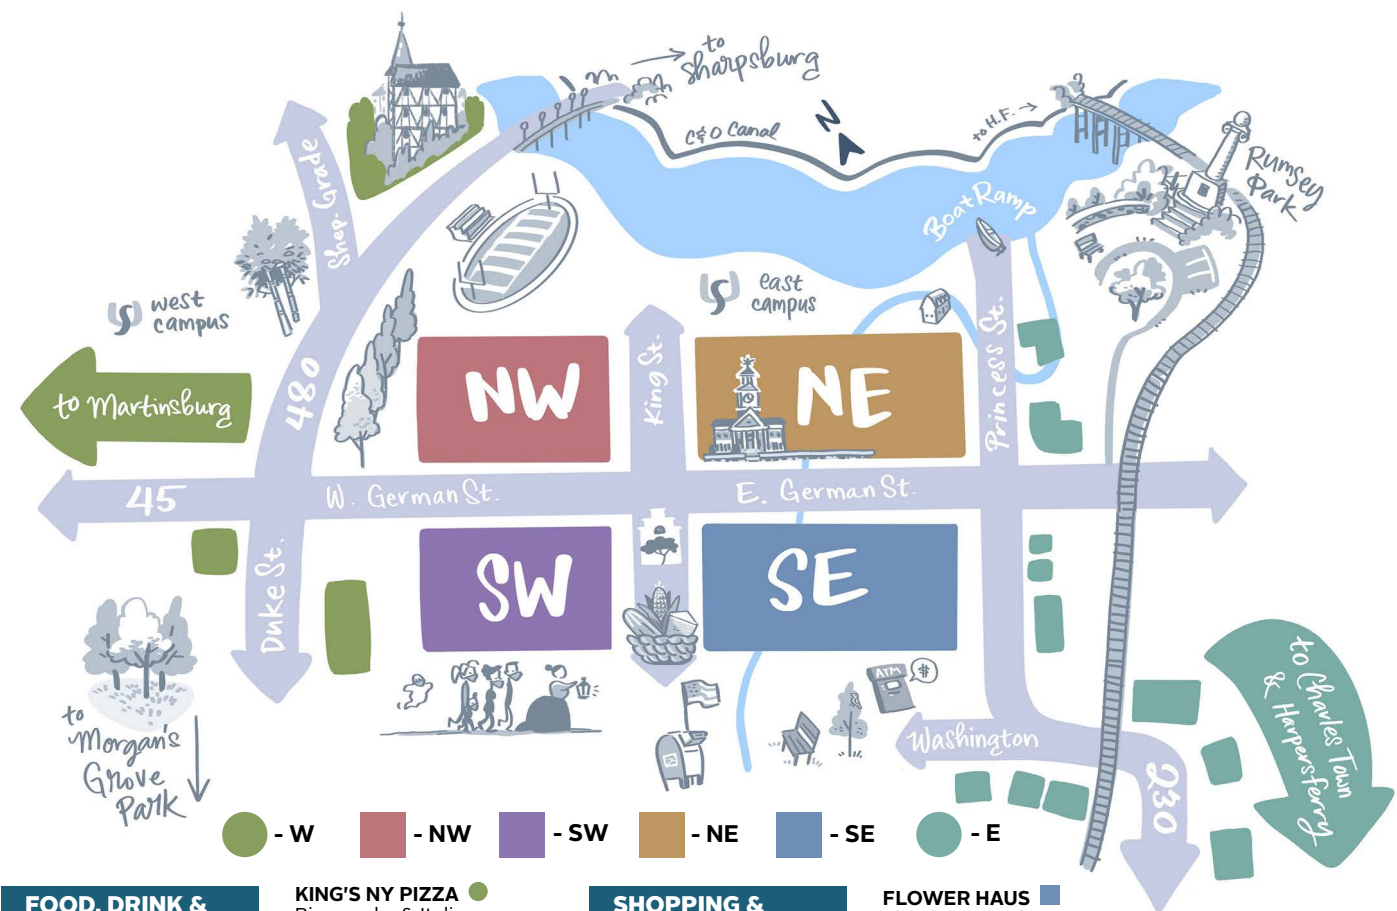 to
Sharpsburg
N
C&O Canal
to H.F. →
Rumsey
Park
Shep. Grade
Boat Ramp
west
campus
east
campus
to Martinsburg
480
NW
King St.
NE
Princess St.
45
W. German St.
E. German St.
Duke St.
SW
SE
ATM
to
Morgan's
Grove
Park
Washington
230
to Charles Town
& Harpersferry
- W
- NW
- SW
- NE
- SE
- E
FOOD, DRINK &
KING'S NY PIZZA
SHOPPING &
FLOWER HAUS